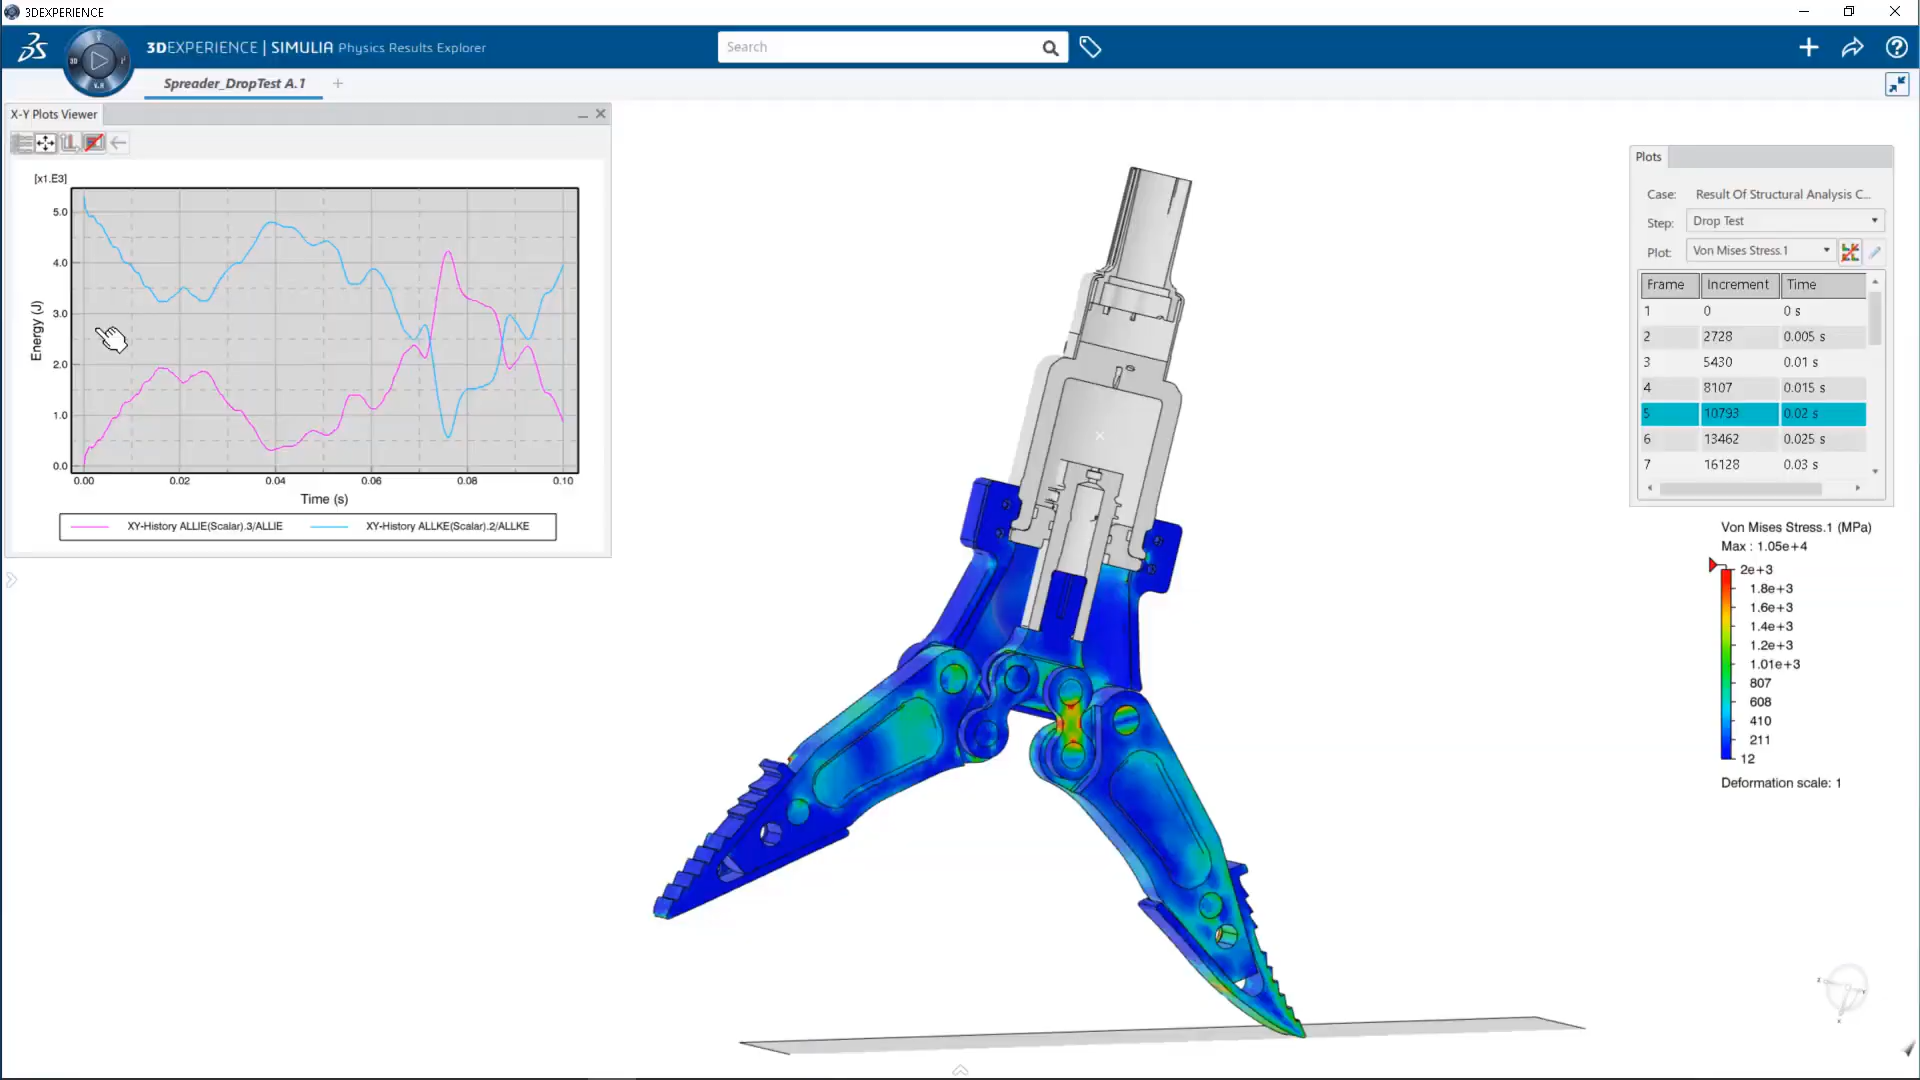 3DEXPERIENCE
3DEXPERIENCE | SIMULIA Physics Results Explorer
Search
Spreader_DropTest A.1
X-Y Plots Viewer
[x1.E3]
5.0
4.0
3.0
2.0
1.0
0.0
Energy (J)
0.00 0.02 0.04 0.06 0.08 0.10
Time (s)
XY-History ALLIE(Scalar).3/ALLIE XY-History ALLKE(Scalar).2/ALLKE
Plots
Case: Result Of Structural Analysis C...
Step: Drop Test
Plot: Von Mises Stress.1
Frame Increment Time
1 0 0 s
2 2728 0.005 s
3 5430 0.01 s
4 8107 0.015 s
5 10793 0.02 s
6 13462 0.025 s
7 16128 0.03 s
Von Mises Stress.1 (MPa)
Max : 1.05e+4
2e+3
1.8e+3
1.6e+3
1.4e+3
1.2e+3
1.01e+3
807
608
410
211
12
Deformation scale: 1